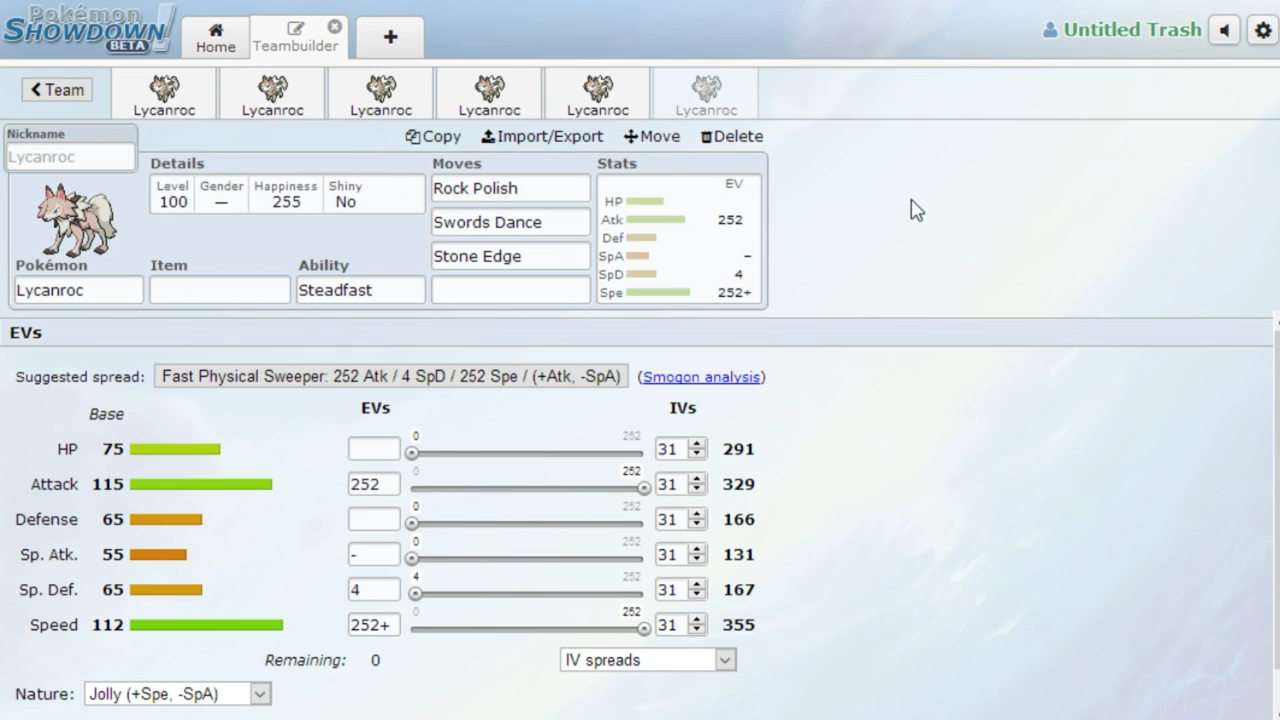 Pokémon
SHOWDOWN!
BETA
Home
Teambuilder
+
Untitled Trash
Team
Lycanroc
Lycanroc
Lycanroc
Lycanroc
Lycanroc
Lycanroc
Copy Import/Export Move Delete
Nickname
Lycanroc
Details
Level Gender Happiness Shiny
100 — 255 No
Pokémon Item Ability
Lycanroc Steadfast
Moves
Rock Polish
Swords Dance
Stone Edge
Stats
EV
HP
Atk 252
Def
SpA –
SpD 4
Spe 252+
EVs
Suggested spread: Fast Physical Sweeper: 252 Atk / 4 SpD / 252 Spe / (+Atk, -SpA) (Smogon analysis)
Base EVs IVs
HP 75 0 252 31 291
Attack 115 252 0 252 31 329
Defense 65 0 252 31 166
Sp. Atk. 55 - 0 252 31 131
Sp. Def. 65 4 4 252 31 167
Speed 112 252+ 0 252 31 355
Remaining: 0 IV spreads
Nature: Jolly (+Spe, -SpA)